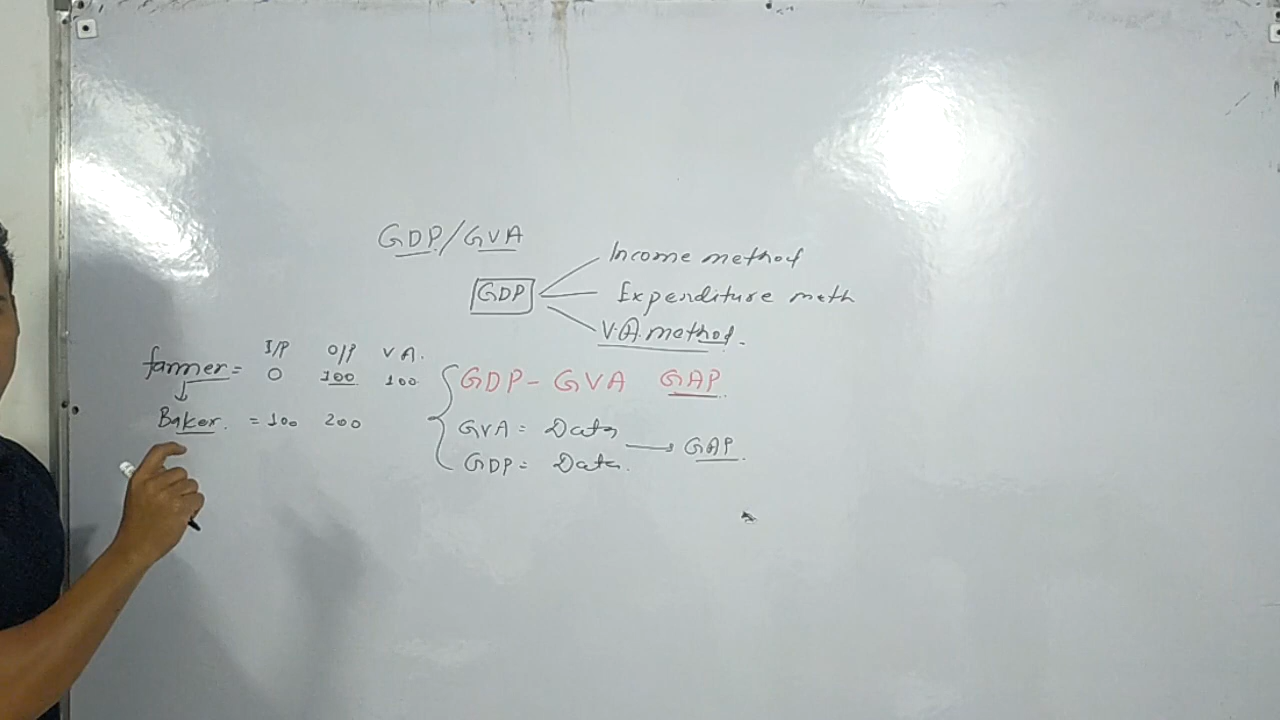 GDP/GVA
GDP
Income method
Expenditure meth
V.A. method.
I/P O/P V A.
farmer = 0 100 100
Baker. = 100 200
GDP - GVA GAP.
GVA = Data
GDP = Data.
→ GAP.